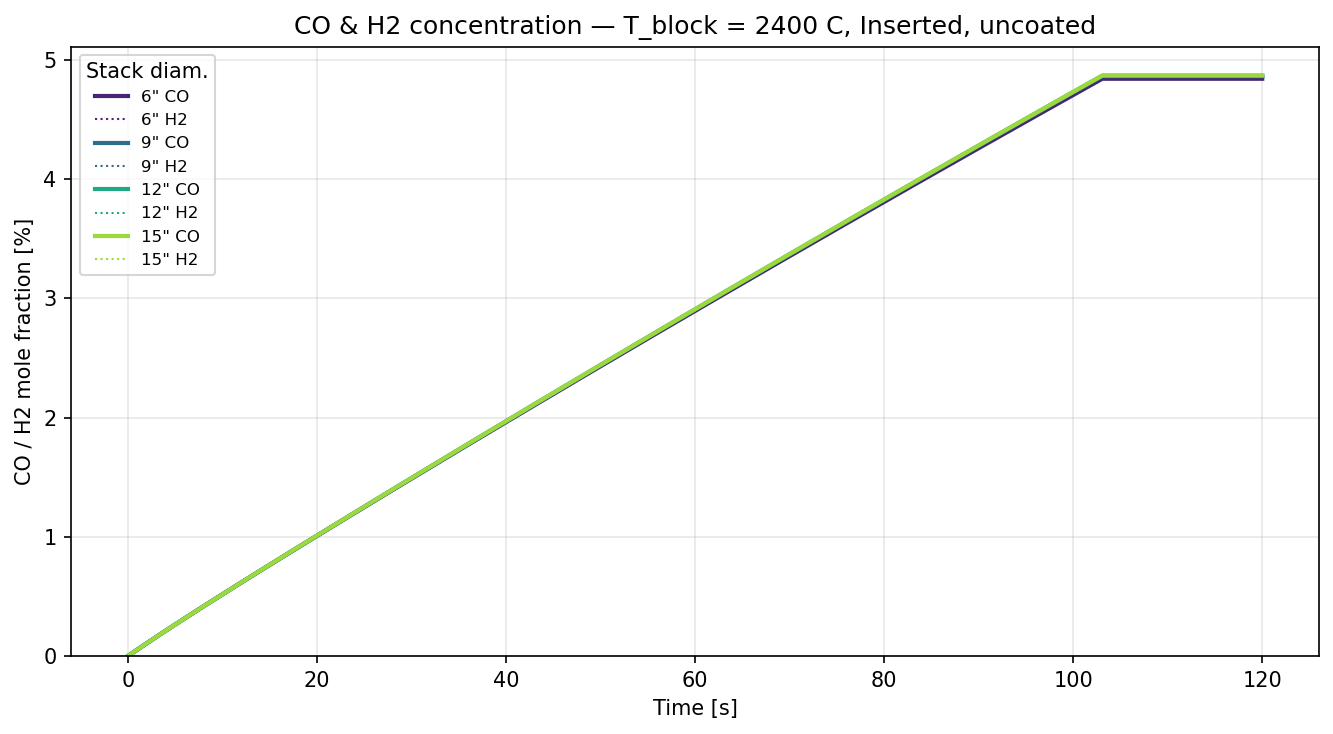 CO & H2 concentration — T_block = 2400 C, Inserted, uncoated
Stack diam.
6" CO
6" H2
9" CO
9" H2
12" CO
12" H2
15" CO
15" H2
CO / H2 mole fraction [%]
5
4
3
2
1
0
0 20 40 60 80 100 120
Time [s]